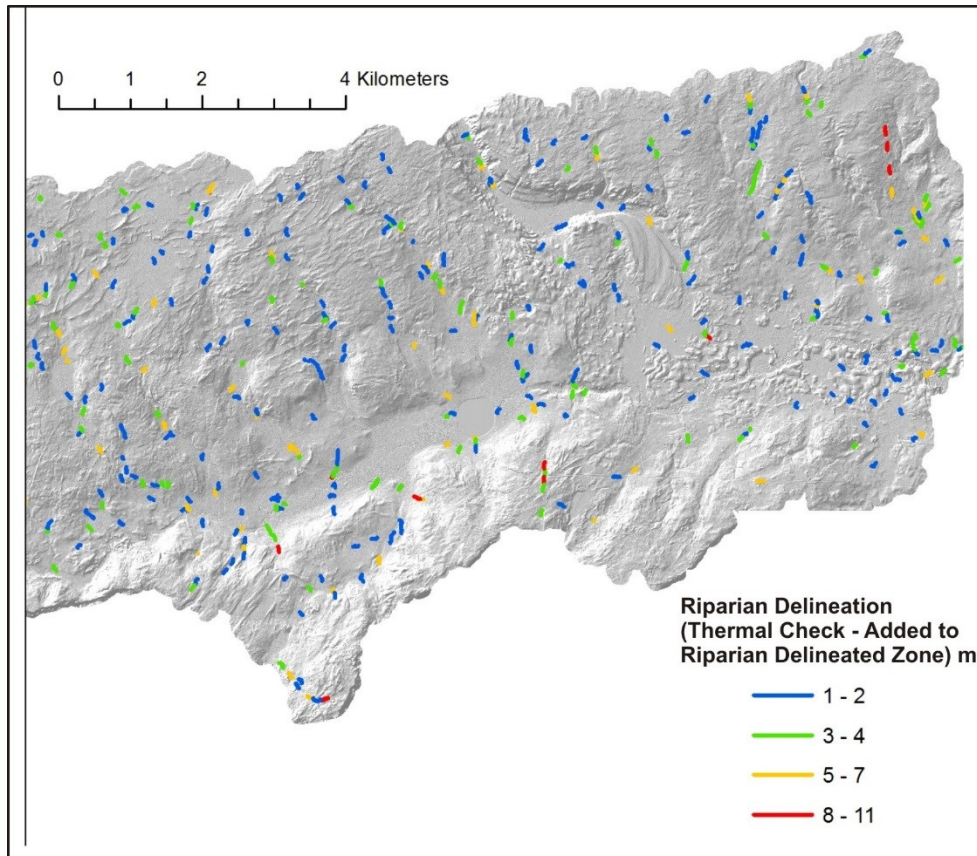 0 1 2 4 Kilometers
Riparian Delineation
(Thermal Check - Added to
Riparian Delineated Zone) m
1 - 2
3 - 4
5 - 7
8 - 11